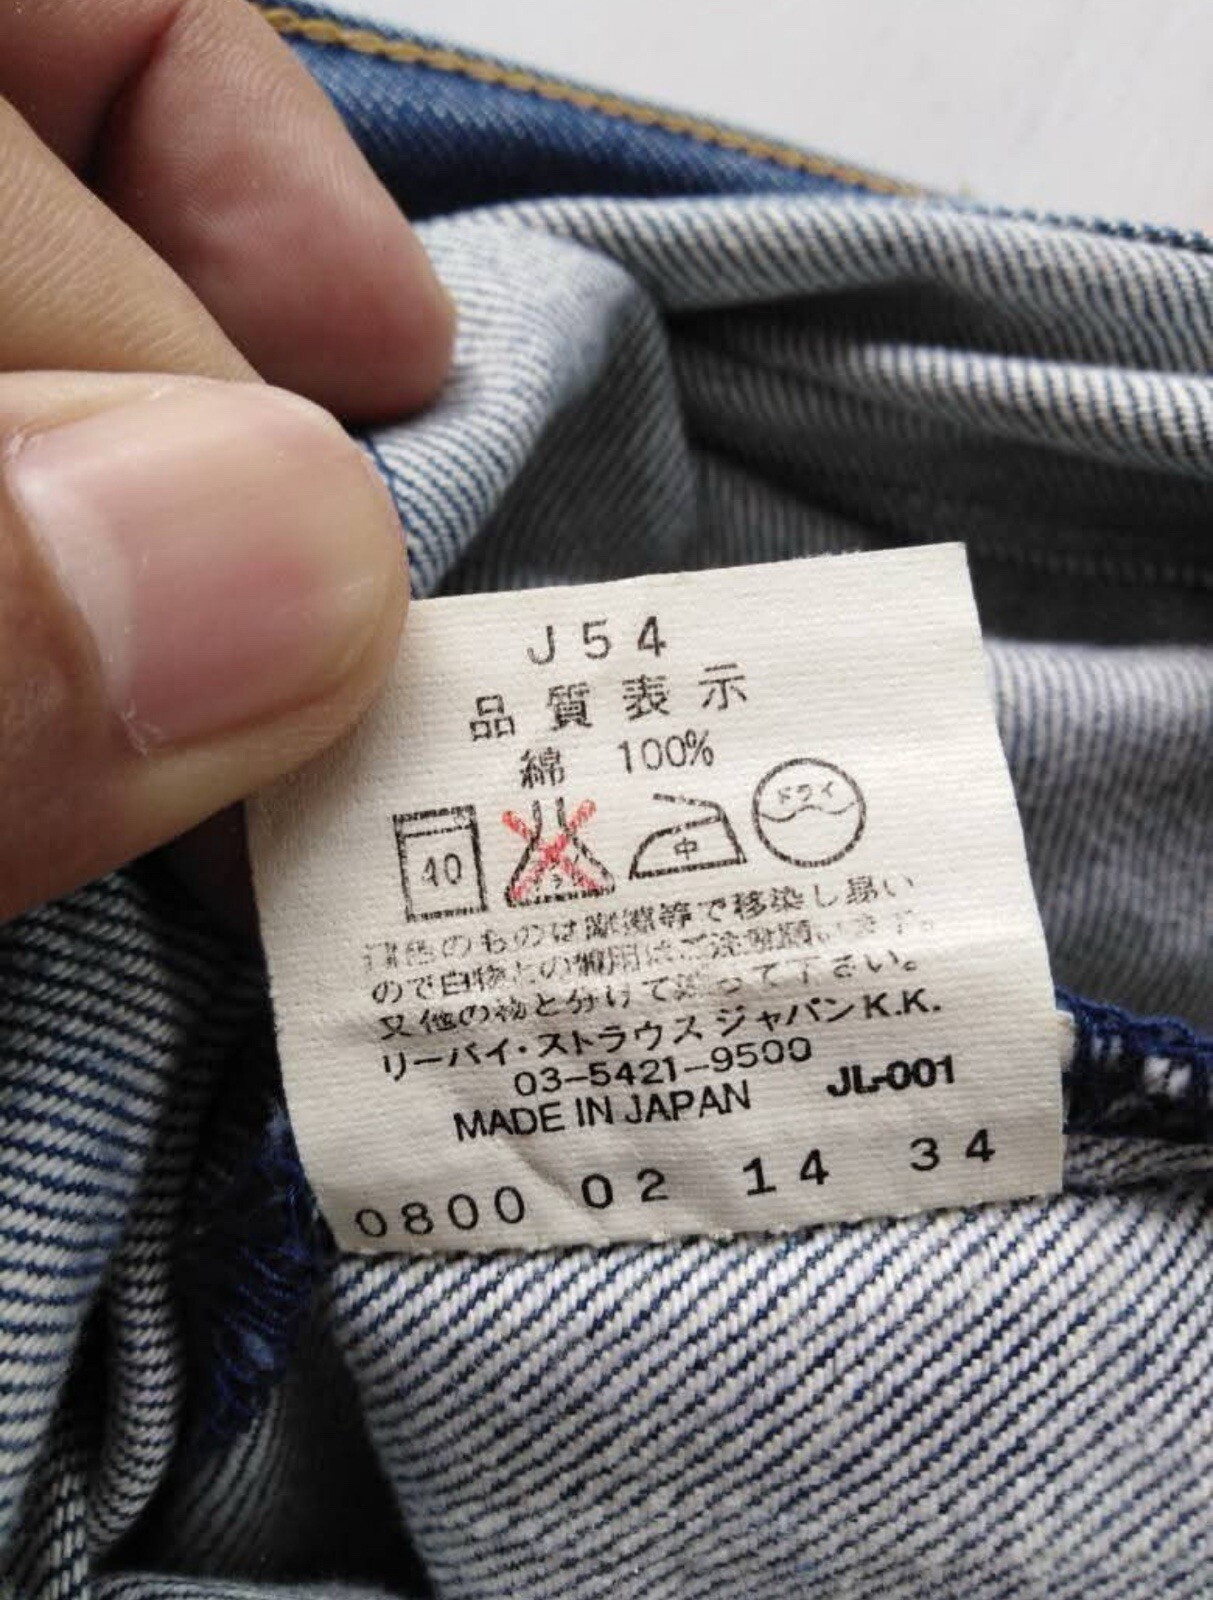 J54
品質表示
綿 100%
40 中 ドライ
のものは摩擦等で移染し易い
ので白物との御用はご注意願います。
又他の物と分けて洗って下さい。
リーバイ・ストラウス ジャパンK.K.
03-5421-9500
MADE IN JAPAN JL-001
0800 02 14 34